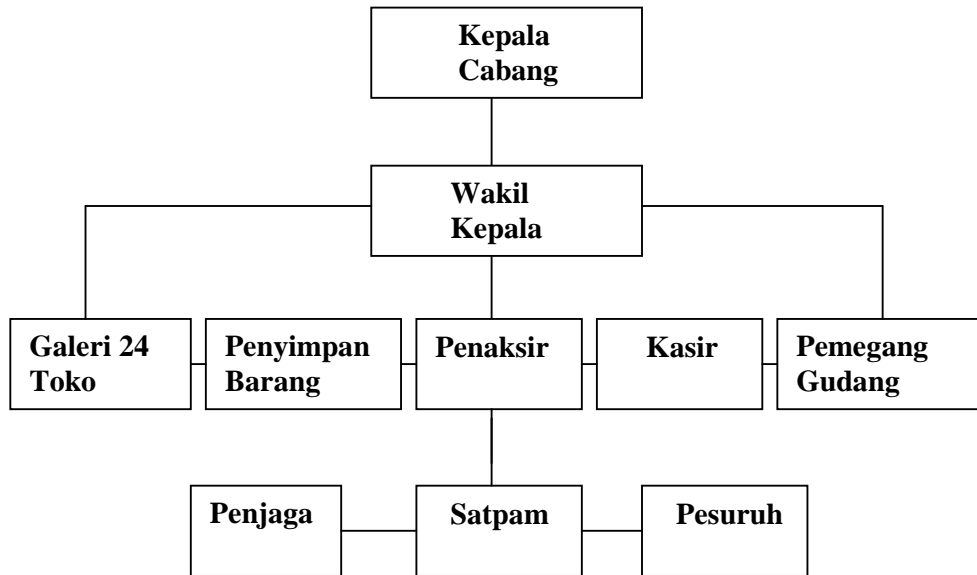 Kepala
Cabang
Wakil
Kepala
Galeri 24
Toko
Penyimpan
Barang
Penaksir
Kasir
Pemegang
Gudang
Penjaga
Satpam
Pesuruh